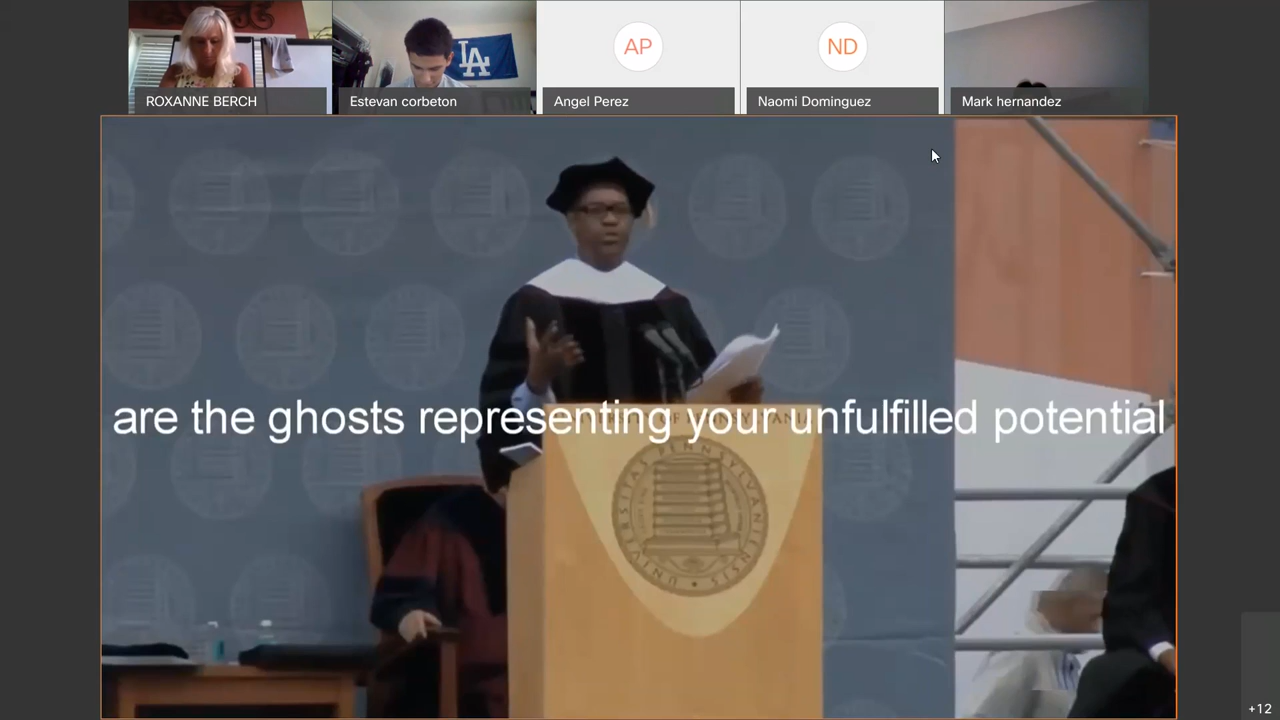 ROXANNE BERCH
Estevan corbeton
LA
AP
Angel Perez
ND
Naomi Dominguez
Mark hernandez
are the ghosts representing your unfulfilled potential
+12